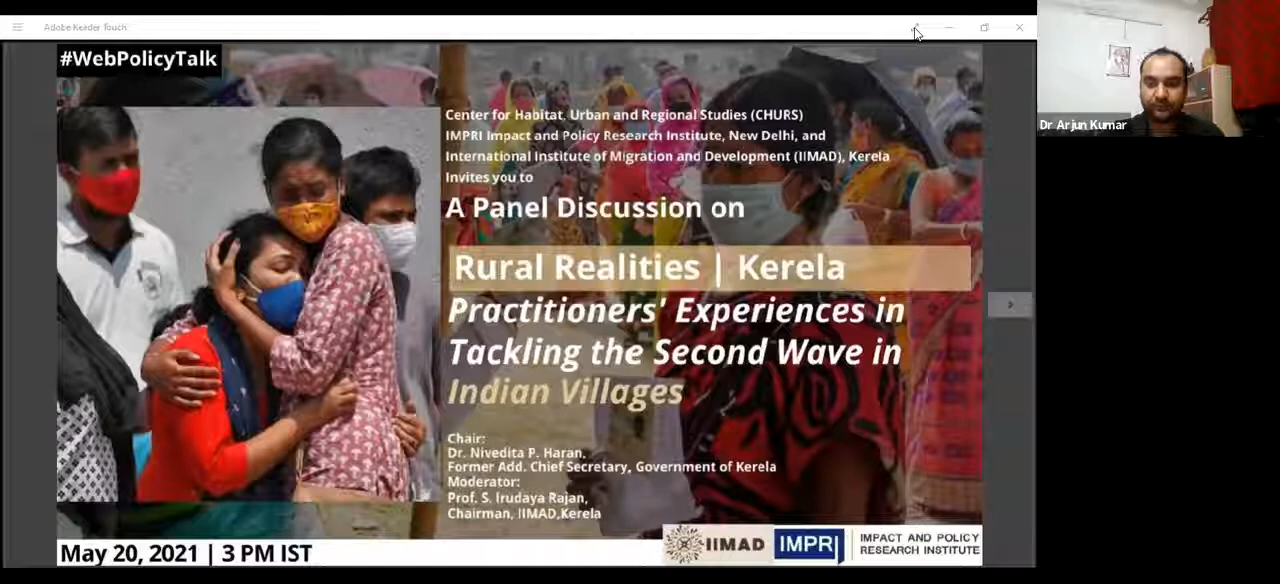 Adobe Reader Touch
#WebPolicyTalk
Center for Habitat, Urban and Regional Studies (CHURS)
IMPRI Impact and Policy Research Institute, New Delhi, and
International Institute of Migration and Development (IIMAD), Kerela
Invites you to
A Panel Discussion on
Rural Realities | Kerela
Practitioners' Experiences in
Tackling the Second Wave in
Indian Villages
Chair:
Dr. Nivedita P. Haran,
Former Add. Chief Secretary, Government of Kerela
Moderator:
Prof. S. Irudaya Rajan,
Chairman, IIMAD,Kerela
May 20, 2021 | 3 PM IST
IIMAD
IMPRI
IMPACT AND POLICY
RESEARCH INSTITUTE
Dr Arjun Kumar